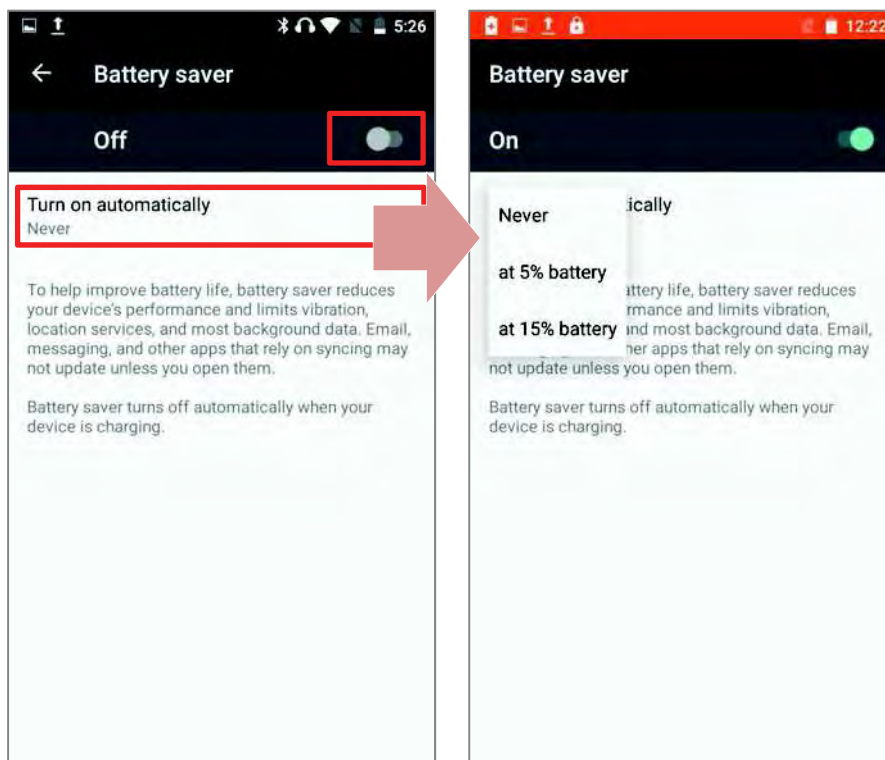 5:26
Battery saver
Off
Turn on automatically
Never
To help improve battery life, battery saver reduces
your device's performance and limits vibration,
location services, and most background data. Email,
messaging, and other apps that rely on syncing may
not update unless you open them.
Battery saver turns off automatically when your
device is charging.
12:22
Battery saver
On
ically
Never
at 5% battery
at 15% battery
attery life, battery saver reduces
rmance and limits vibration,
and most background data. Email,
her apps that rely on syncing may
not update unless you open them.
Battery saver turns off automatically when your
device is charging.